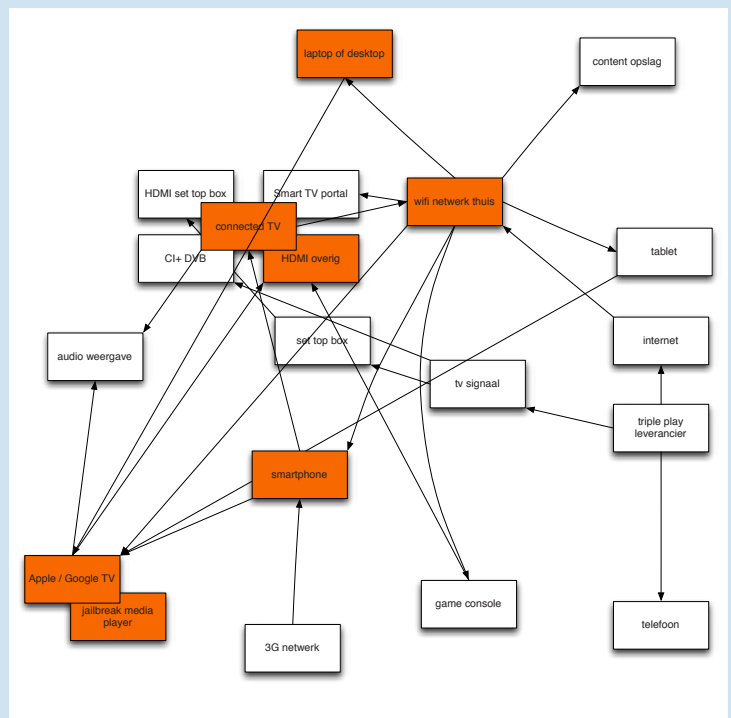 laptop of desktop
content opslag
HDMI set top box
Smart TV portal
wifi netwerk thuis
connected TV
tablet
CI+ DVB
HDMI overig
audio weergave
set top box
internet
tv signaal
triple play
leverancier
smartphone
Apple / Google TV
jailbreak media
player
game console
telefoon
3G netwerk